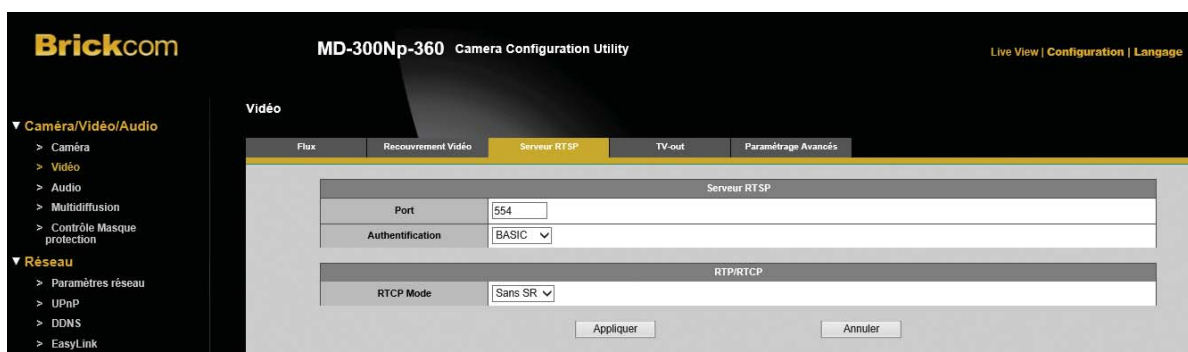 Brickcom
MD-300Np-360 Camera Configuration Utility
Live View | Configuration | Langage
Caméra/Vidéo/Audio
> Caméra
> Vidéo
> Audio
> Multidiffusion
> Contrôle Masque
protection
Réseau
> Paramètres réseau
> UPnP
> DDNS
> EasyLink
Vidéo
Flux Recouvrement Vidéo Serveur RTSP TV-out Paramétrage Avancés
Serveur RTSP
Port 554
Authentification BASIC
RTP/RTCP
RTCP Mode Sans SR
Appliquer Annuler